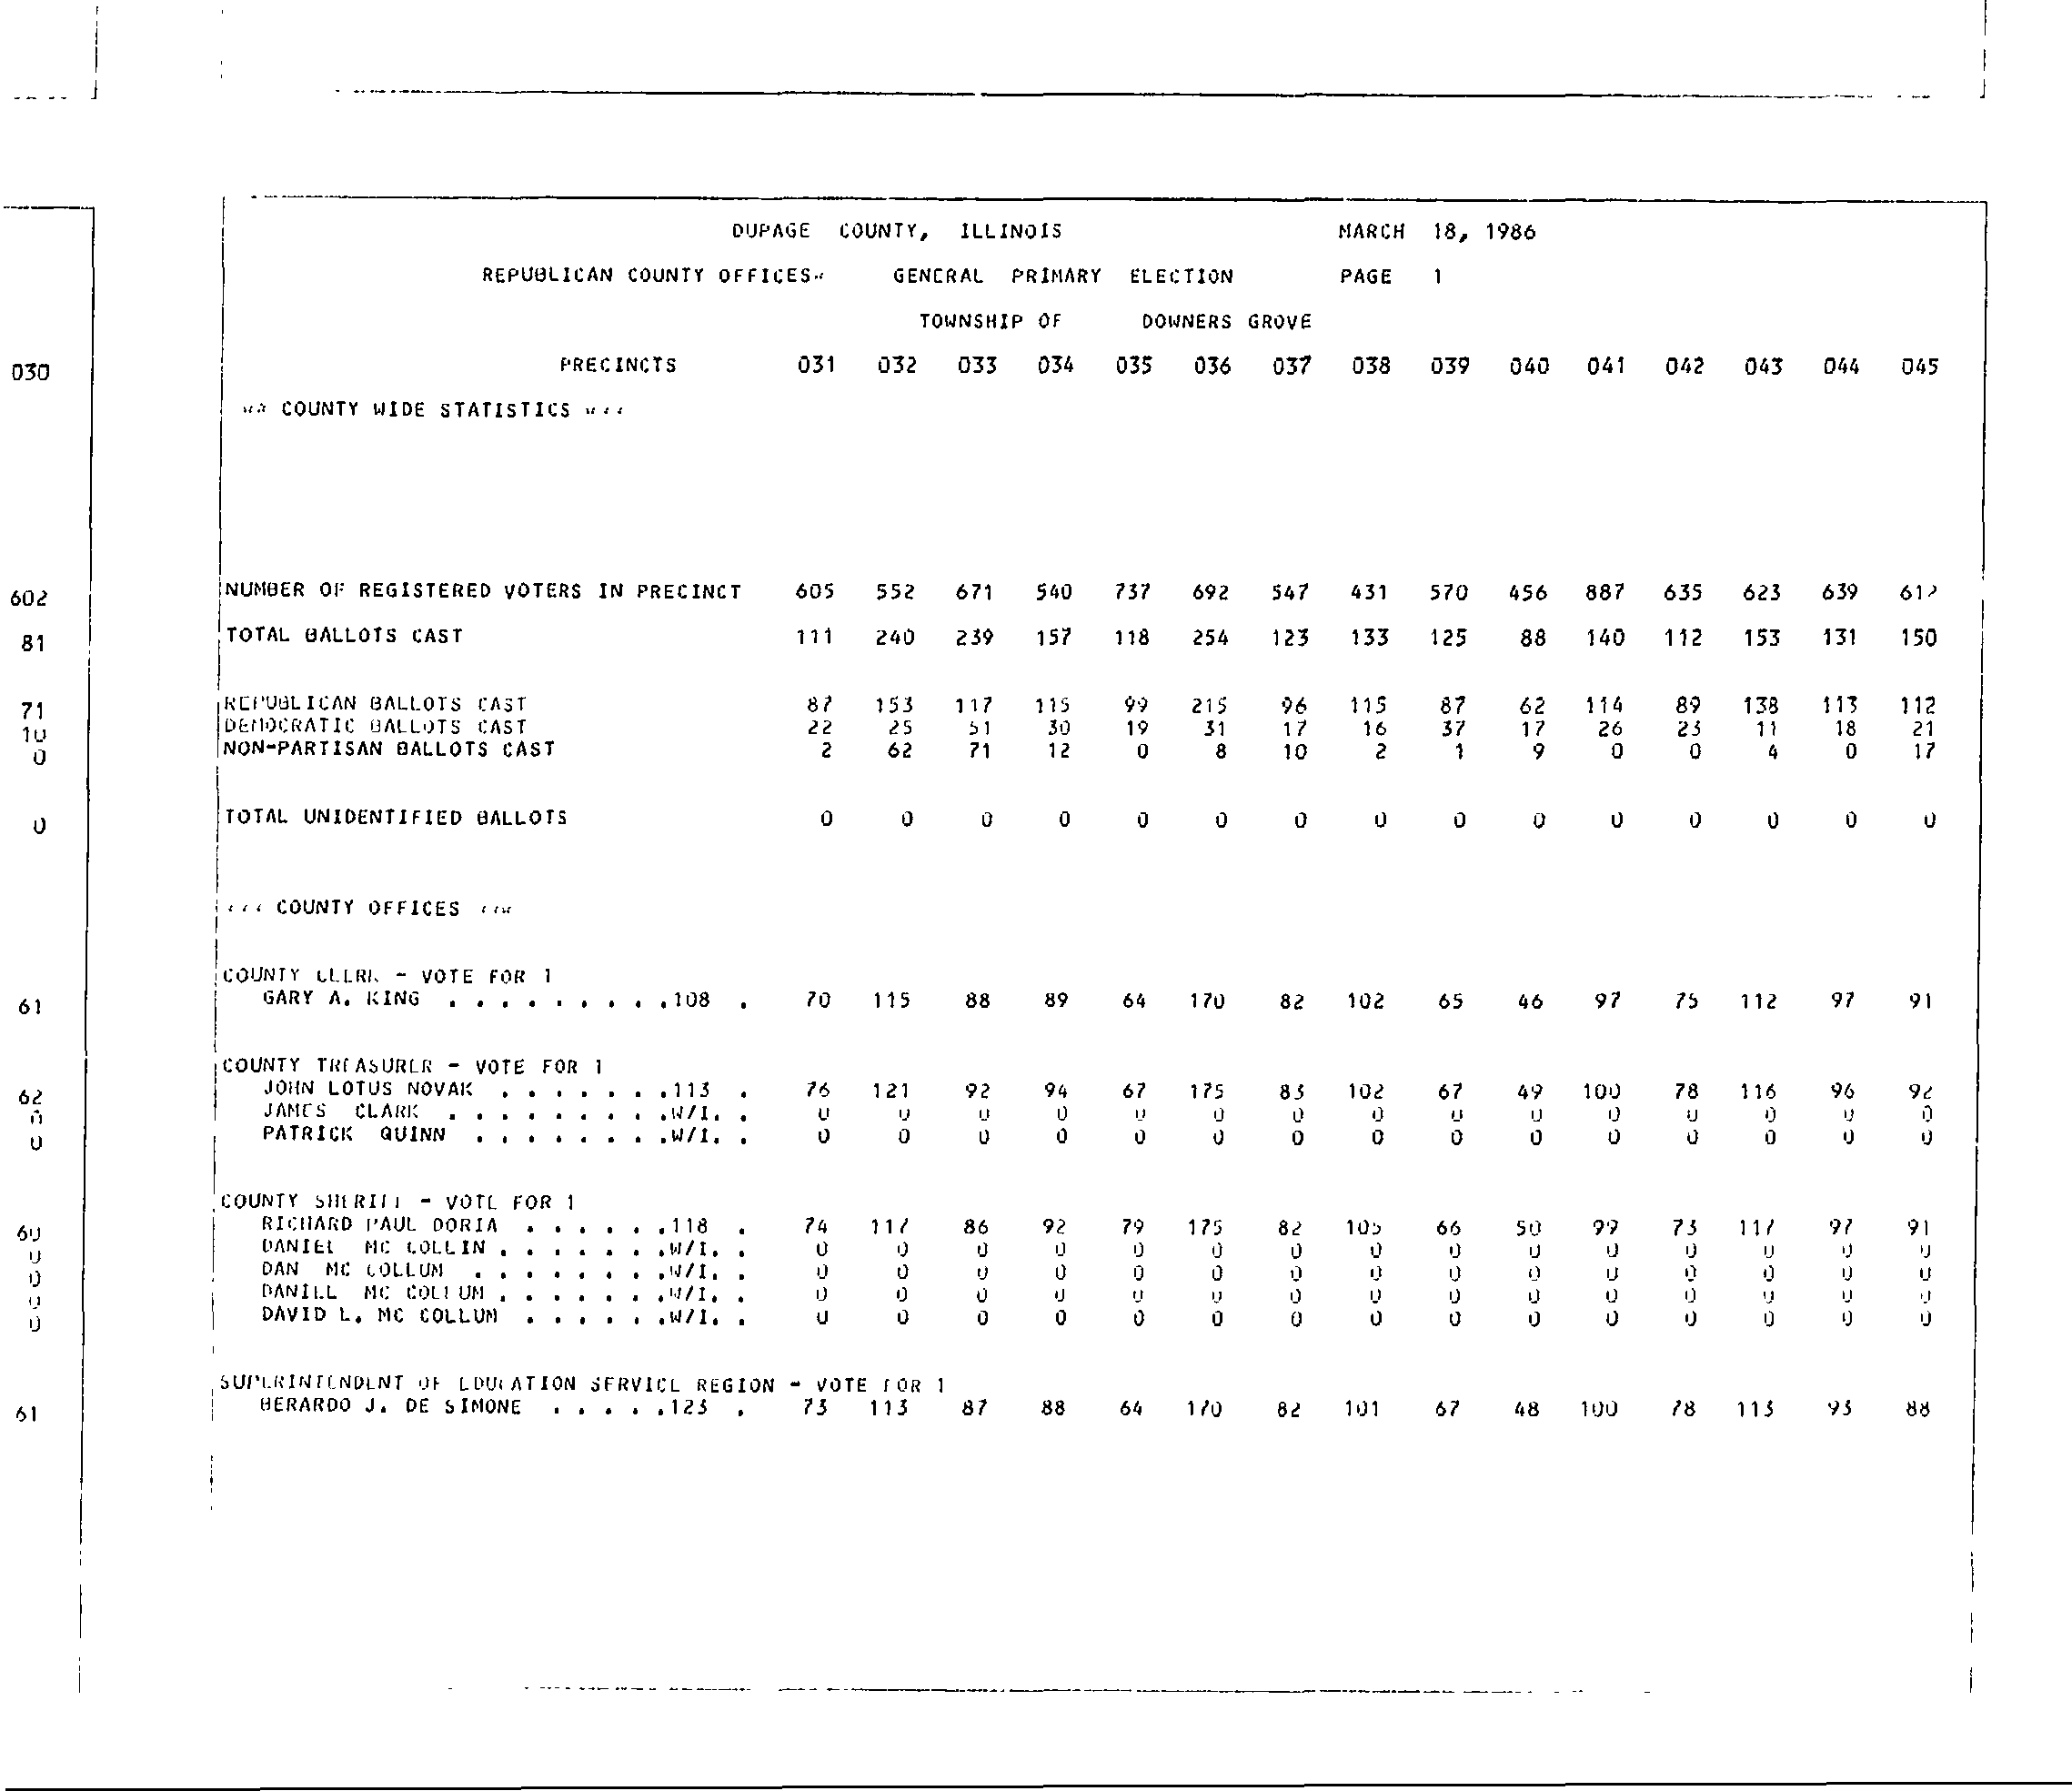 DUPAGE COUNTY, ILLINOIS MARCH 18, 1986
REPUBLICAN COUNTY OFFICES GENERAL PRIMARY ELECTION PAGE 1
TOWNSHIP OF DOWNERS GROVE
030 PRECINCTS 031 032 033 034 035 036 037 038 039 040 041 042 043 044 045
COUNTY WIDE STATISTICS
602 NUMBER OF REGISTERED VOTERS IN PRECINCT 605 552 671 540 737 692 547 431 570 456 887 635 623 639 612
81 TOTAL BALLOTS CAST 111 240 239 157 118 254 123 133 125 88 140 112 153 131 150
71 REPUBLICAN BALLOTS CAST 87 153 117 115 99 215 96 115 87 62 114 89 138 113 112
10 DEMOCRATIC BALLOTS CAST 22 25 51 30 19 31 17 16 37 17 26 23 11 18 21
0 NON-PARTISAN BALLOTS CAST 2 62 71 12 0 8 10 2 1 9 0 0 4 0 17
0 TOTAL UNIDENTIFIED BALLOTS 0 0 0 0 0 0 0 0 0 0 0 0 0 0 0
COUNTY OFFICES
COUNTY CLERK - VOTE FOR 1
61 GARY A. KING . . . . . . . . .108 . 70 115 88 89 64 170 82 102 65 46 97 75 112 97 91
COUNTY TREASURER - VOTE FOR 1
62 JOHN LOTUS NOVAK . . . . . . .113 . 76 121 92 94 67 175 83 102 67 49 100 78 116 96 92
0 JAMES CLARK . . . . . . . . .W/I. . 0 0 0 0 0 0 0 0 0 0 0 0 0 0 0
0 PATRICK QUINN . . . . . . . .W/I. . 0 0 0 0 0 0 0 0 0 0 0 0 0 0 0
COUNTY SHERIFF - VOTE FOR 1
60 RICHARD PAUL DORIA . . . . . .118 . 74 117 86 92 79 175 82 105 66 50 99 73 117 97 91
0 DANIEL MC COLLIN . . . . . . .W/I. . 0 0 0 0 0 0 0 0 0 0 0 0 0 0 0
0 DAN MC COLLUM . . . . . . . .W/I. . 0 0 0 0 0 0 0 0 0 0 0 0 0 0 0
0 DANIEL MC COLLUM . . . . . . .W/I. . 0 0 0 0 0 0 0 0 0 0 0 0 0 0 0
0 DAVID L. MC COLLUM . . . . . .W/I. . 0 0 0 0 0 0 0 0 0 0 0 0 0 0 0
SUPERINTENDENT OF EDUCATION SERVICE REGION - VOTE FOR 1
61 BERARDO J. DE SIMONE . . . . .123 . 73 113 87 88 64 170 82 101 67 48 100 78 113 93 88